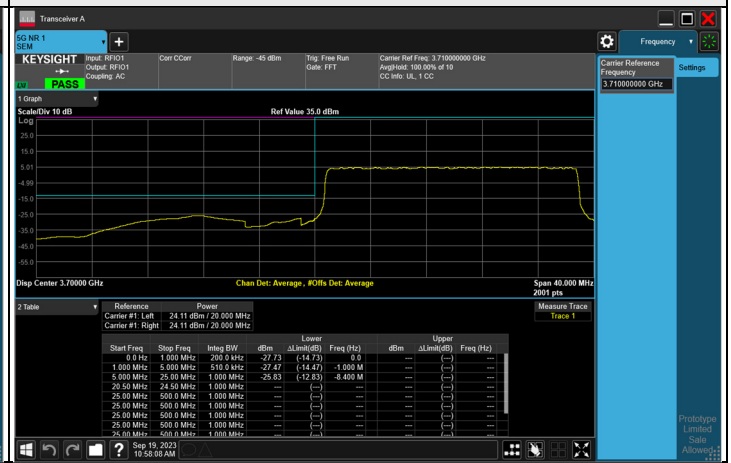 Transceiver A
5G NR 1
SEM
Frequency
KEYSIGHT
Input: RFIO1
Output: RFIO1
Coupling: AC
Corr CCorr
Range: -45 dBm
Trig: Free Run
Gate: FFT
Carrier Ref Freq: 3.710000000 GHz
Avg|Hold: 100.00% of 10
CC Info: UL, 1 CC
PASS
Carrier Reference
Frequency
3.710000000 GHz
Settings
1 Graph
Scale/Div 10 dB
Ref Value 35.0 dBm
Log
25.0
15.0
5.01
-4.99
-15.0
-25.0
-35.0
-45.0
-55.0
Disp Center 3.70000 GHz
Chan Det: Average , #Offs Det: Average
Span 40.000 MHz
2001 pts
2 Table
Reference Power
Carrier #1: Left 24.11 dBm / 20.000 MHz
Carrier #1: Right 24.11 dBm / 20.000 MHz
Measure Trace
Trace 1
Lower Upper
Start Freq Stop Freq Integ BW dBm ΔLimit(dB) Freq (Hz) dBm ΔLimit(dB) Freq (Hz)
0.0 Hz 1.000 MHz 200.0 kHz -27.73 (-14.73) 0.0 --- (---) ---
1.000 MHz 5.000 MHz 510.0 kHz -27.47 (-14.47) -1.000 M --- (---) ---
5.000 MHz 25.00 MHz 1.000 MHz -25.83 (-12.83) -8.400 M --- (---) ---
20.50 MHz 24.50 MHz 1.000 MHz --- (---) --- --- (---) ---
25.00 MHz 500.0 MHz 1.000 MHz --- (---) --- --- (---) ---
25.00 MHz 500.0 MHz 1.000 MHz --- (---) --- --- (---) ---
25.00 MHz 500.0 MHz 1.000 MHz --- (---) --- --- (---) ---
25.00 MHz 500.0 MHz 1.000 MHz --- (---) --- --- (---) ---
Prototype
Limited
Sale
Allowed
Sep 19, 2023
10:58:08 AM